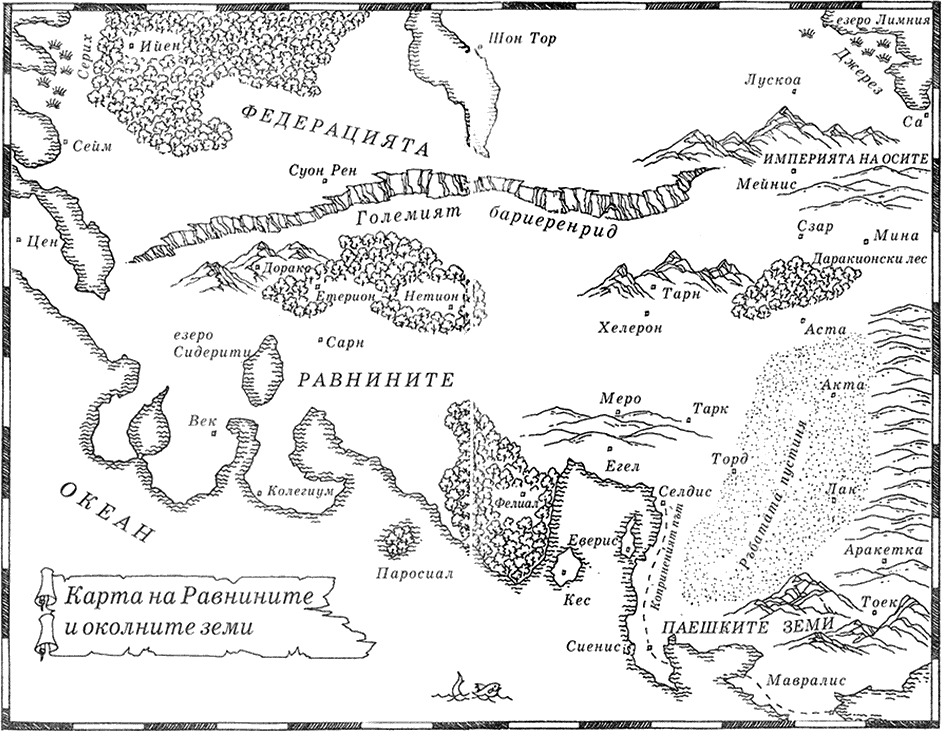 езеро Лимния
Шон Тор
Ийен
Серих
Джерез
Лускоа
ФЕДЕРАЦИЯТА
Са
Сейм
ИМПЕРИЯТА НА ОСИТЕ
Суон Рен
Мейнис
Големият бариеренрид
Сзар
Мина
Цен
Даракионски лес
Доракс
Етерион
Нетион
Тарн
Хелерон
Аста
езеро
Сидерити
Сарн
РАВНИНИТЕ
Акта
Меро
Тарк
Век
Егел
Торд
Ръбатата пустиня
Колегиум
Фелиал
Селдис
Лак
ОКЕАН
Копринският път
Еверис
Аракетка
Паросиал
Кес
Тоек
Карта на Равнините
и околните земи
ПАЕШКИТЕ ЗЕМИ
Сиенис
Мавралис